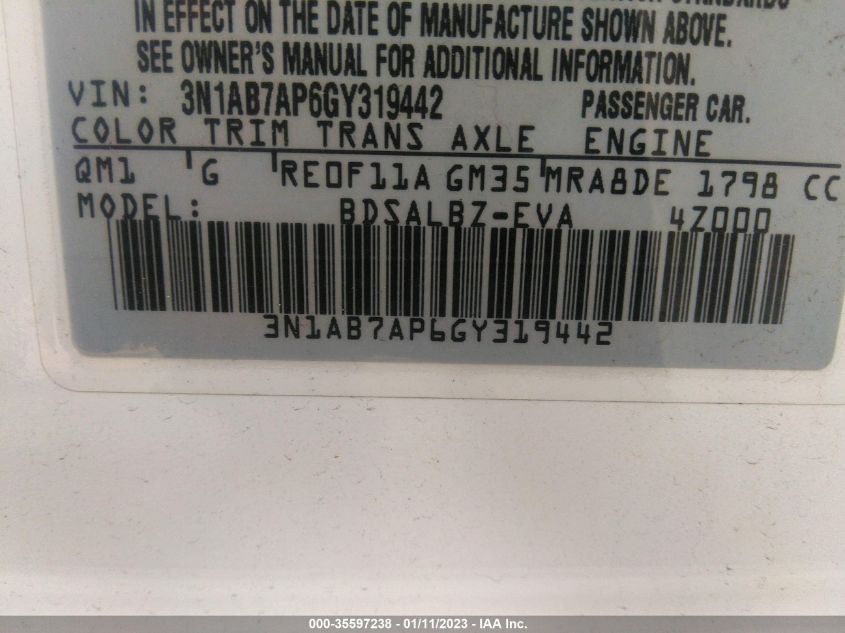 IN EFFECT ON THE DATE OF MANUFACTURE SHOWN ABOVE.
SEE OWNER'S MANUAL FOR ADDITIONAL INFORMATION.
VIN: 3N1AB7AP6GY319442 PASSENGER CAR.
COLOR TRIM TRANS AXLE ENGINE
QM1 G RE0F11A GM35 MRA8DE 1798 CC
MODEL: BDSALBZ-EVA 4Z000
3N1AB7AP6GY319442
000-35597238 - 01/11/2023 - IAA Inc.